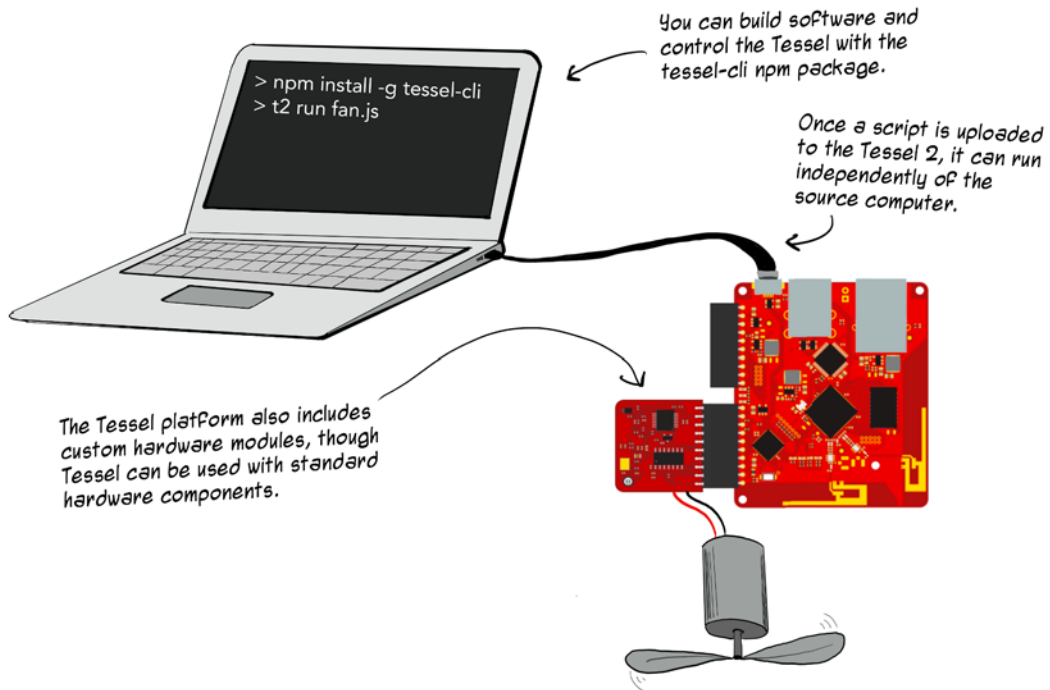 You can build software and
control the Tessel with the
tessel-cli npm package.
> npm install -g tessel-cli
> t2 run fan.js
Once a script is uploaded
to the Tessel 2, it can run
independently of the
source computer.
The Tessel platform also includes
custom hardware modules, though
Tessel can be used with standard
hardware components.